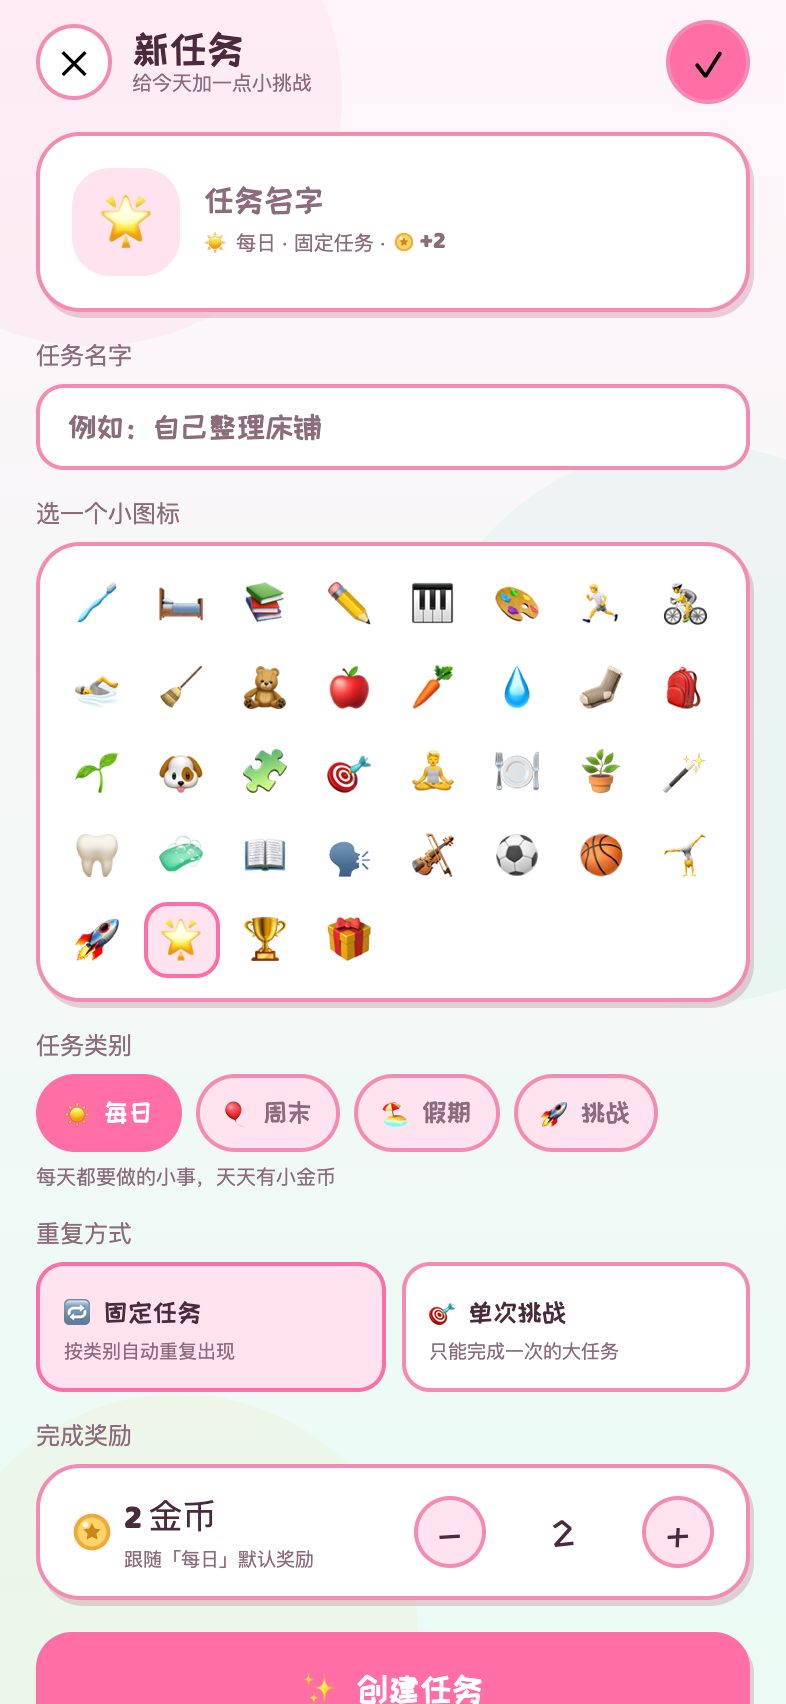 新任务
给今天加一点小挑战
任务名字
每日 · 固定任务 · +2
任务名字
例如：自己整理床铺
选一个小图标
任务类别
每日 周末 假期 挑战
每天都要做的小事，天天有小金币
重复方式
固定任务
按类别自动重复出现
单次挑战
只能完成一次的大任务
完成奖励
2 金币
跟随「每日」默认奖励
− 2 +
创建任务